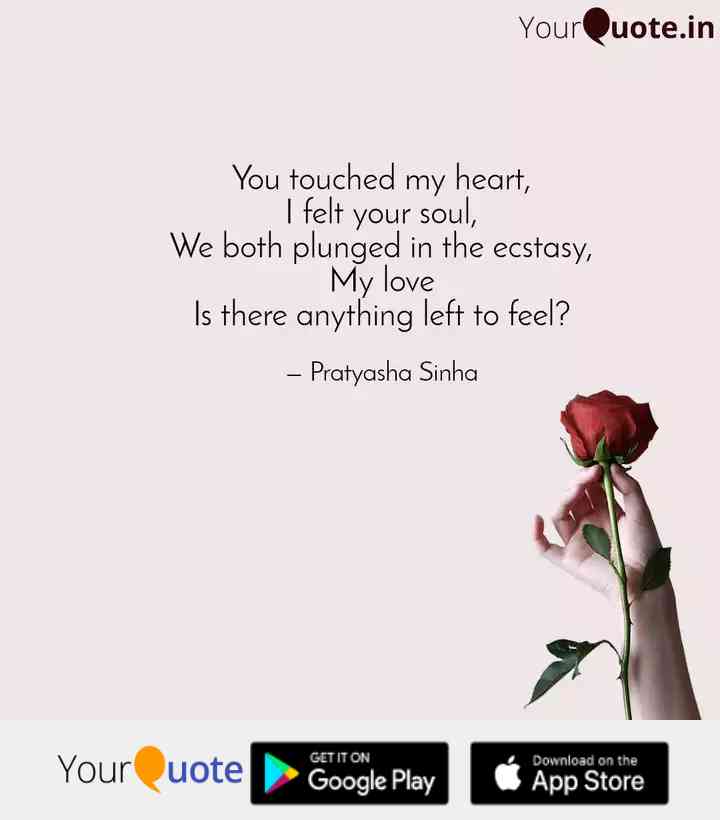 YourQuote.in
You touched my heart,
I felt your soul,
We both plunged in the ecstasy,
My love
Is there anything left to feel?
– Pratyasha Sinha
YourQuote
GET IT ON
Google Play
Download on the
App Store